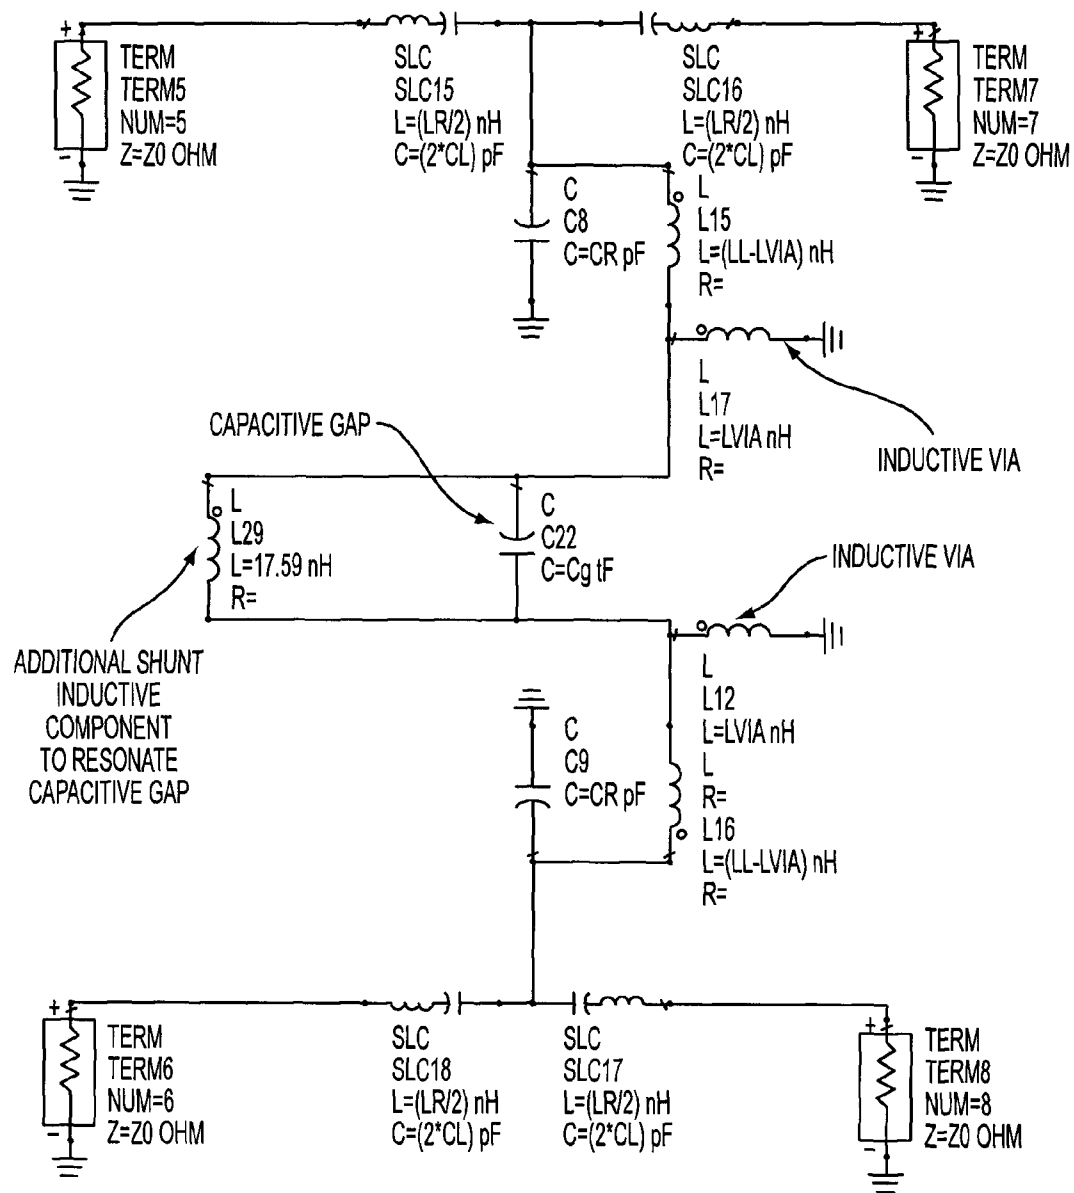 +
TERM
TERM5
NUM=5
Z=Z0 OHM
-
SLC
SLC15
L=(LR/2) nH
C=(2*CL) pF
SLC
SLC16
L=(LR/2) nH
C=(2*CL) pF
+
TERM
TERM7
NUM=7
Z=Z0 OHM
-
C
C8
C=CR pF
L
L15
L=(LL-LVIA) nH
R=
L
L17
L=LVIA nH
R=
INDUCTIVE VIA
CAPACITIVE GAP
L
L29
L=17.59 nH
R=
C
C22
C=Cg tF
INDUCTIVE VIA
ADDITIONAL SHUNT
INDUCTIVE
COMPONENT
TO RESONATE
CAPACITIVE GAP
L
L12
L=LVIA nH
L
R=
L16
L=(LL-LVIA) nH
R=
C
C9
C=CR pF
+
TERM
TERM6
NUM=6
Z=Z0 OHM
-
SLC
SLC18
L=(LR/2) nH
C=(2*CL) pF
SLC
SLC17
L=(LR/2) nH
C=(2*CL) pF
+
TERM
TERM8
NUM=8
Z=Z0 OHM
-